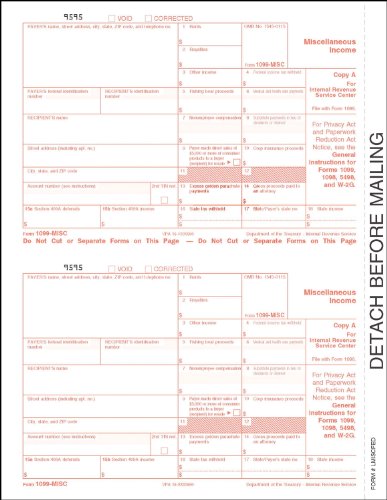 9595
VOID
CORRECTED
PAYER'S name, street address, city, state, ZIP code, and telephone no.
1 Rents
OMB No. 1545-0115
$
2 Royalties
$
Form 1099-MISC
Miscellaneous
Income
3 Other income
4 Federal income tax withheld
$
$
Copy A
For
Internal Revenue
Service Center
File with Form 1096.
PAYER'S federal identification
number
RECIPIENT'S identification
number
5 Fishing boat proceeds
6 Medical and health care payments
$
$
RECIPIENT'S name
7 Nonemployee compensation
8 Substitute payments in lieu of
dividends or interest
$
$
For Privacy Act
and Paperwork
Reduction Act
Notice, see the
General
Instructions for
Forms 1099,
1098, 5498,
and W-2G.
Street address (including apt. no.)
9 Payer made direct sales of
$5,000 or more of consumer
products to a buyer
(recipient) for resale
10 Crop insurance proceeds
$
City, state, and ZIP code
11
12
Account number (see instructions)
2nd TIN not.
13 Excess golden parachute
payments
14 Gross proceeds paid to
an attorney
$
$
15a Section 409A deferrals
15b Section 409A income
16 State tax withheld
17 State/Payer's state no.
18 State income
$
$
$
$
$
Form 1099-MISC
Department of the Treasury - Internal Revenue Service
Do Not Cut or Separate Forms on This Page — Do Not Cut or Separate Forms on This Page
9595
VOID
CORRECTED
PAYER'S name, street address, city, state, ZIP code, and telephone no.
1 Rents
OMB No. 1545-0115
$
2 Royalties
$
Form 1099-MISC
Miscellaneous
Income
3 Other income
4 Federal income tax withheld
$
$
Copy A
For
Internal Revenue
Service Center
File with Form 1096.
PAYER'S federal identification
number
RECIPIENT'S identification
number
5 Fishing boat proceeds
6 Medical and health care payments
$
$
RECIPIENT'S name
7 Nonemployee compensation
8 Substitute payments in lieu of
dividends or interest
$
$
For Privacy Act
and Paperwork
Reduction Act
Notice, see the
General
Instructions for
Forms 1099,
1098, 5498,
and W-2G.
Street address (including apt. no.)
9 Payer made direct sales of
$5,000 or more of consumer
products to a buyer
(recipient) for resale
10 Crop insurance proceeds
$
City, state, and ZIP code
11
12
Account number (see instructions)
2nd TIN not.
13 Excess golden parachute
payments
14 Gross proceeds paid to
an attorney
$
$
15a Section 409A deferrals
15b Section 409A income
16 State tax withheld
17 State/Payer's state no.
18 State income
$
$
$
$
$
Form 1099-MISC
Department of the Treasury - Internal Revenue Service
DETACH BEFORE MAILING
FORM # LMISCFED